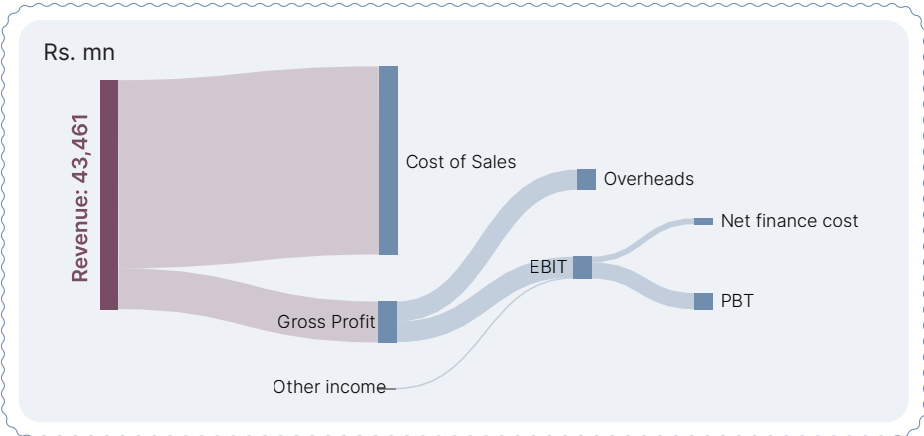 Rs. mn
Revenue: 43,461
Cost of Sales
Overheads
Net finance cost
EBIT
PBT
Gross Profit
Other income